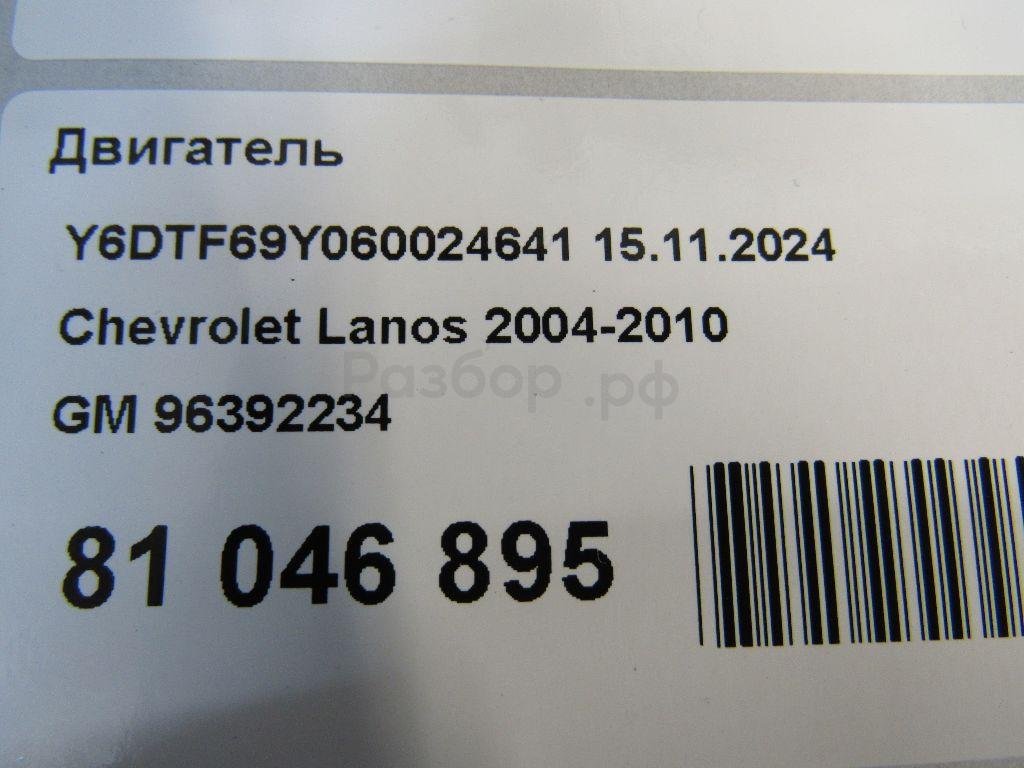 Двигатель
Y6DTF69Y060024641 15.11.2024
Chevrolet Lanos 2004-2010
Разбор.рф
GM 96392234
81 046 895